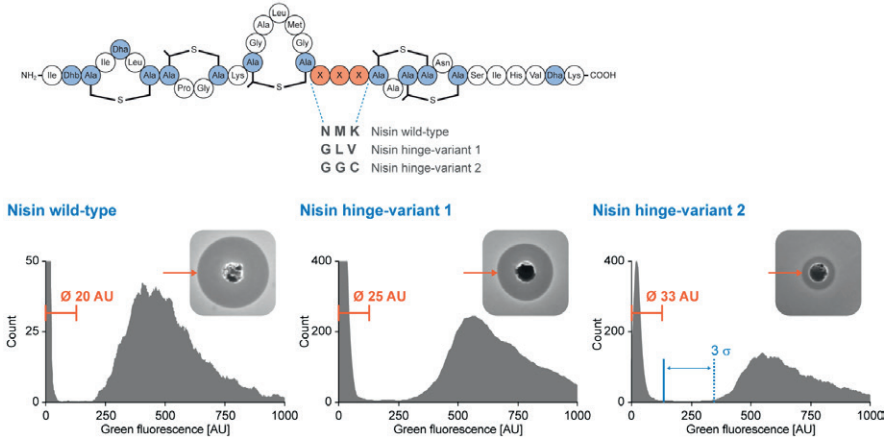 NH₂ Ile Dhb Ala Ile Dha Leu Ala Ala Pro Gly Ala Lys Ala Gly Ala Leu Met Gly Ala X X X Ala Ala Ala Ala Asn Ala Ser Ile His Val Dha Lys COOH
S S S S S
N M K Nisin wild-type
G L V Nisin hinge-variant 1
G G C Nisin hinge-variant 2
Nisin wild-type
50
25
0
Count
Ø 20 AU
0 250 500 750 1000
Green fluorescence [AU]
Nisin hinge-variant 1
400
200
0
Count
Ø 25 AU
0 250 500 750 1000
Green fluorescence [AU]
Nisin hinge-variant 2
400
200
0
Count
Ø 33 AU
3 σ
0 250 500 750 1000
Green fluorescence [AU]